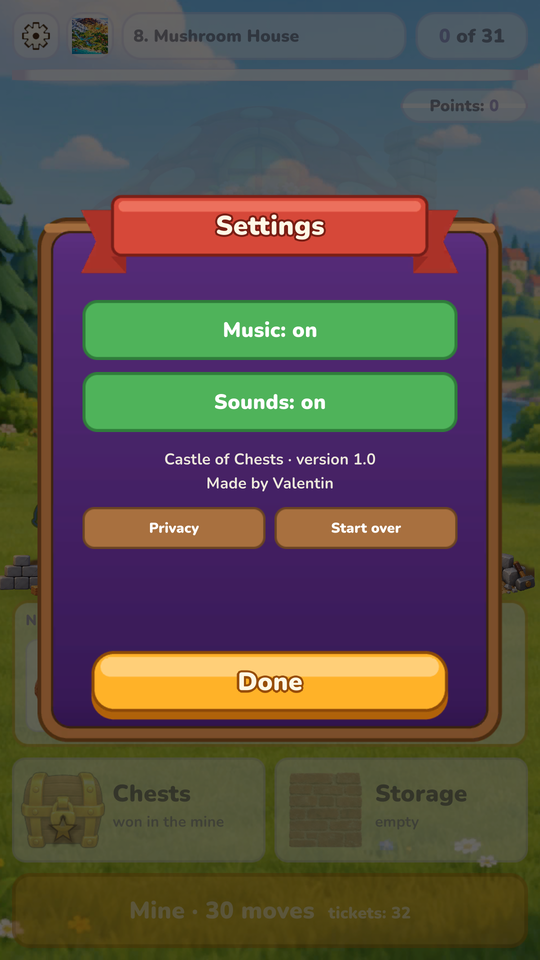 8. Mushroom House
0 of 31
Points: 0
Settings
Music: on
Sounds: on
Castle of Chests · version 1.0
Made by Valentin
Privacy
Start over
Done
Chests
won in the mine
Storage
empty
Mine · 30 moves tickets: 32